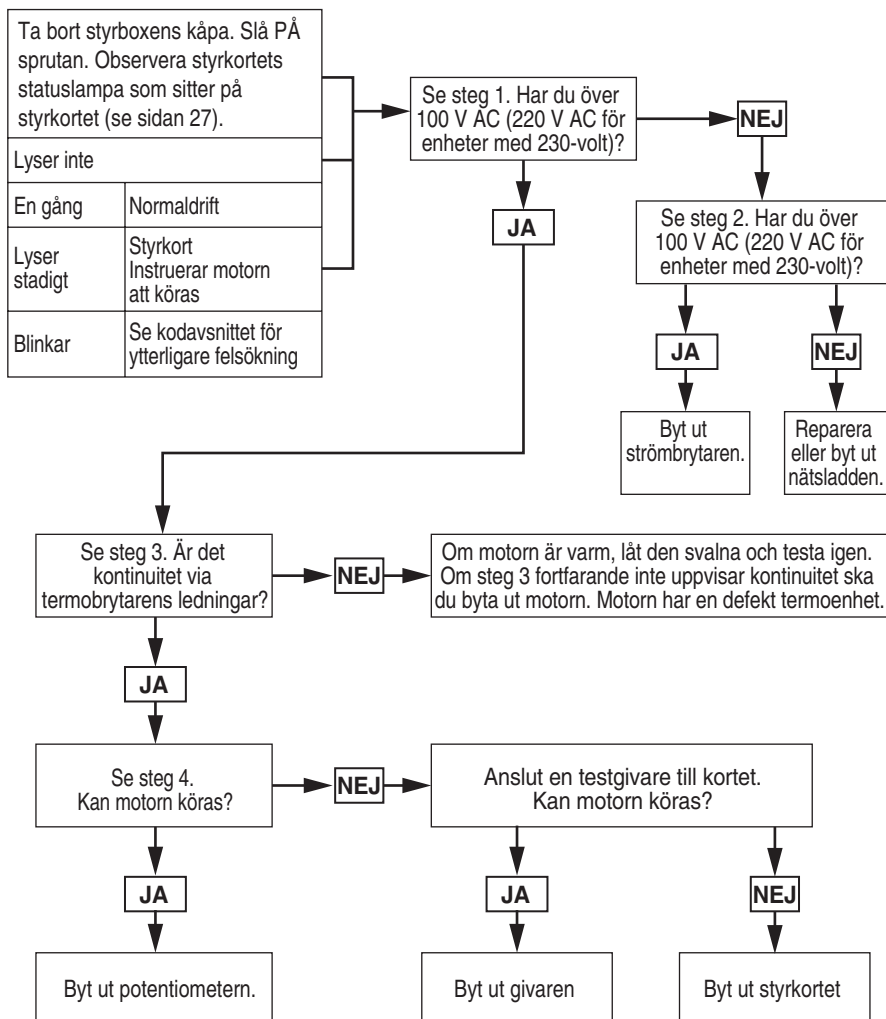 Ta bort styrboxens kåpa. Slå PÅ
sprutan. Observera styrkortets
statuslampa som sitter på
styrkortet (se sidan 27).
Lyser inte
En gång
Normaldrift
Lyser
stadigt
Styrkort
Instruerar motorn
att köras
Blinkar
Se kodavsnittet för
ytterligare felsökning
Se steg 1. Har du över
100 V AC (220 V AC för
enheter med 230-volt)?
NEJ
JA
Se steg 2. Har du över
100 V AC (220 V AC för
enheter med 230-volt)?
JA
NEJ
Byt ut
strömbrytaren.
Reparera
eller byt ut
nätsladden.
Se steg 3. Är det
kontinuitet via
termobrytarens ledningar?
NEJ
Om motorn är varm, låt den svalna och testa igen.
Om steg 3 fortfarande inte uppvisar kontinuitet ska
du byta ut motorn. Motorn har en defekt termoenhet.
JA
Se steg 4.
Kan motorn köras?
NEJ
Anslut en testgivare till kortet.
Kan motorn köras?
JA
JA
NEJ
Byt ut potentiometern.
Byt ut givaren
Byt ut styrkortet